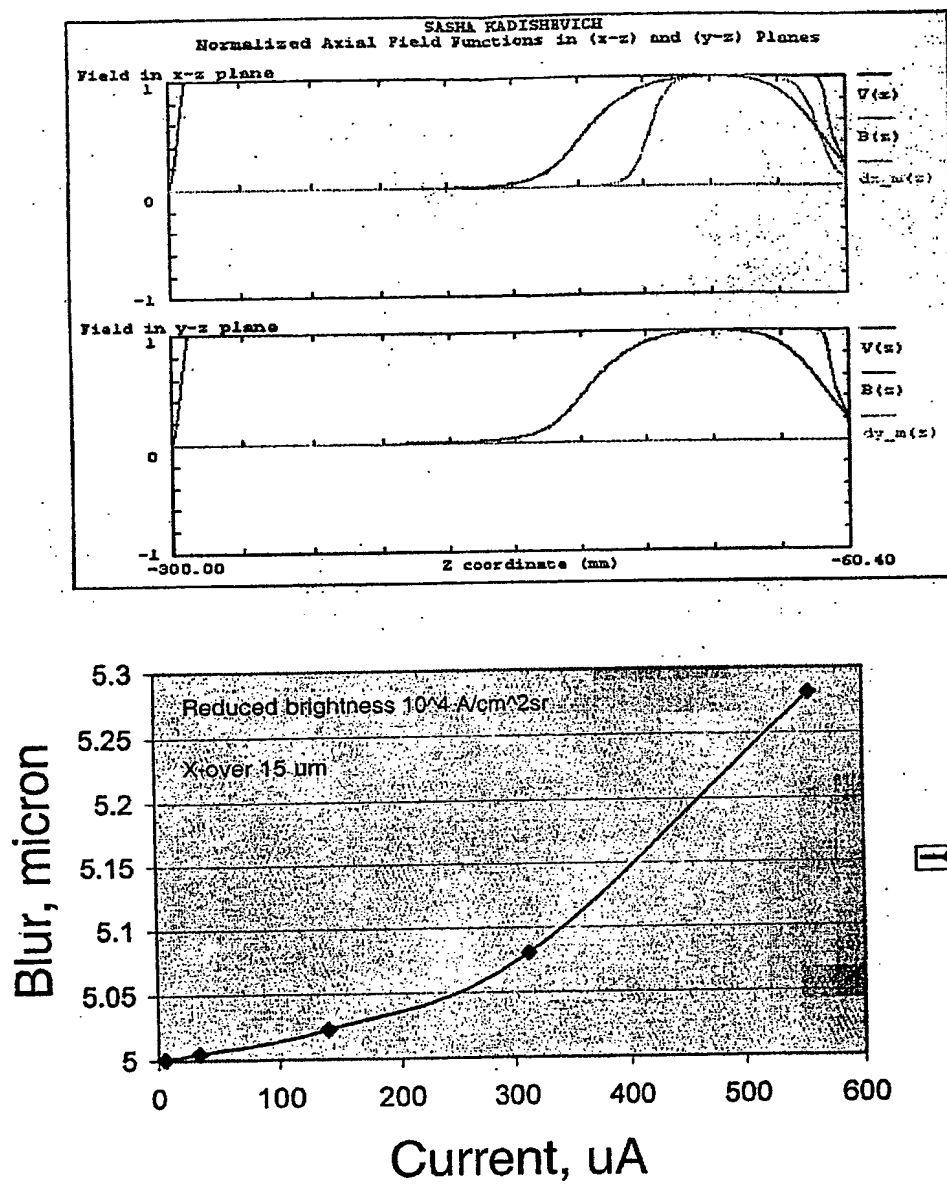 SASHA KADISHEVICH
Normalized Axial Field Functions in (x-z) and (y-z) Planes
Field in x-z plane
1
0
-1
V(z)
B(z)
dx_m(z)
Field in y-z plane
1
0
-1
V(z)
B(z)
dy_m(z)
-300.00
Z coordinate (mm)
-60.40
5.3
5.25
5.2
5.15
5.1
5.05
5
Blur, micron
Reduced brightness 10^4 A/cm^2sr
X-over 15 um
0
100
200
300
400
500
600
Current, uA